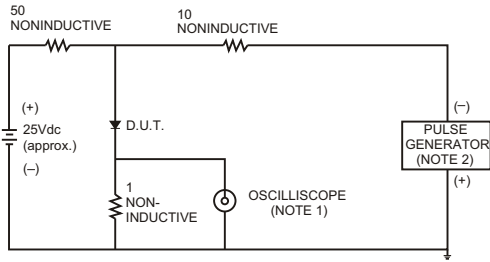 50
NONINDUCTIVE
10
NONINDUCTIVE
(+)
25Vdc
(approx.)
(–)
D.U.T.
1
NON-
INDUCTIVE
OSCILLISCOPE
(NOTE 1)
(–)
PULSE
GENERATOR
(NOTE 2)
(+)